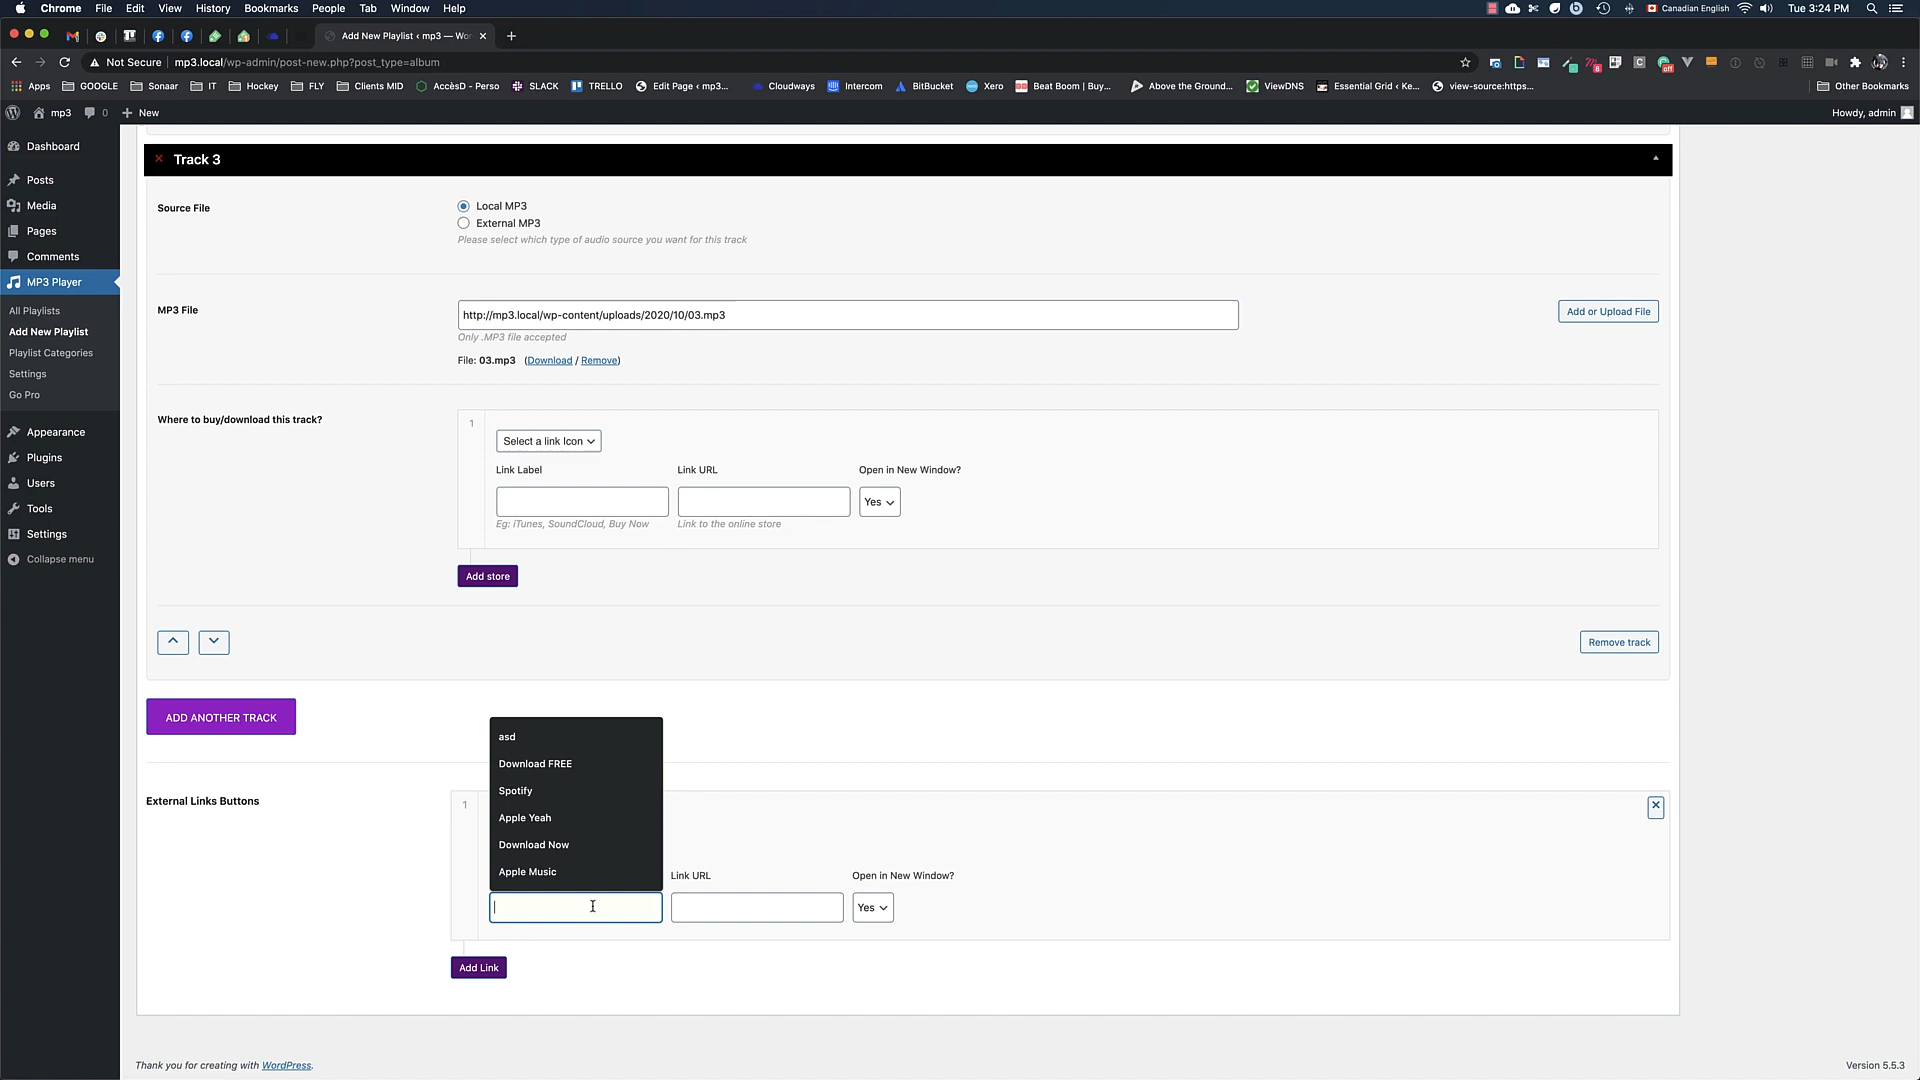 Chrome File Edit View History Bookmarks People Tab Window Help Canadian English Tue 3:24 PM
Add New Playlist ‹ mp3 — Wor
Not Secure mp3.local/wp-admin/post-new.php?post_type=album
Apps GOOGLE Sonaar IT Hockey FLY Clients MID AccèsD - Perso SLACK TRELLO Edit Page ‹ mp3... Cloudways Intercom BitBucket Xero Beat Boom | Buy... Above the Ground... ViewDNS Essential Grid ‹ Ke... view-source:https... Other Bookmarks
mp3 0 New Howdy, admin
Dashboard
Posts
Media
Pages
Comments
MP3 Player
All Playlists
Add New Playlist
Playlist Categories
Settings
Go Pro
Appearance
Plugins
Users
Tools
Settings
Collapse menu
Track 3
Source File
Local MP3
External MP3
Please select which type of audio source you want for this track
MP3 File
http://mp3.local/wp-content/uploads/2020/10/03.mp3
Add or Upload File
Only .MP3 file accepted
File: 03.mp3 (Download / Remove)
Where to buy/download this track?
1
Select a link Icon
Link Label Link URL Open in New Window?
Yes
Eg: iTunes, SoundCloud, Buy Now Link to the online store
Add store
Remove track
ADD ANOTHER TRACK
External Links Buttons
1
asd
Download FREE
Spotify
Apple Yeah
Download Now
Apple Music
Link URL Open in New Window?
Yes
Add Link
Thank you for creating with WordPress.
Version 5.5.3